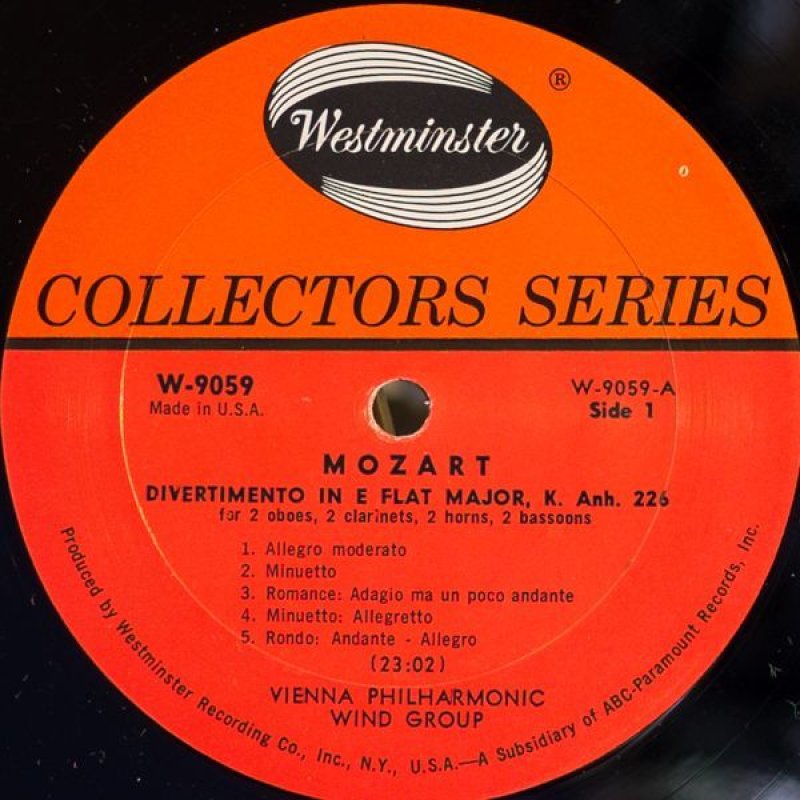 Westminster
®
COLLECTORS SERIES
W-9059
Made in U.S.A.
W-9059-A
Side 1
MOZART
DIVERTIMENTO IN E FLAT MAJOR, K. Anh. 226
for 2 oboes, 2 clarinets, 2 horns, 2 bassoons
1. Allegro moderato
2. Minuetto
3. Romance: Adagio ma un poco andante
4. Minuetto: Allegretto
5. Rondo: Andante - Allegro
(23:02)
VIENNA PHILHARMONIC
WIND GROUP
Produced by Westminster Recording Co., Inc., N.Y., U.S.A.—A Subsidiary of ABC-Paramount Records, Inc.